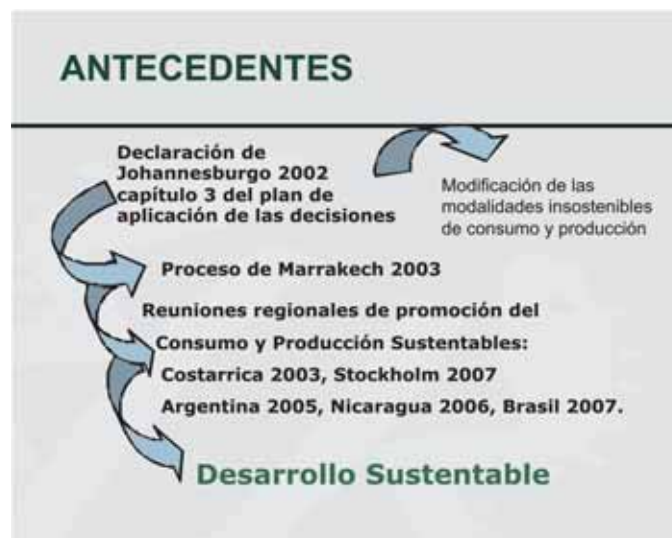 ANTECEDENTES
Declaración de
Johannesburgo 2002
capítulo 3 del plan de
aplicación de las decisiones
Modificación de las
modalidades insostenibles
de consumo y producción
Proceso de Marrakech 2003
Reuniones regionales de promoción del
Consumo y Producción Sustentables:
Costarrica 2003, Stockholm 2007
Argentina 2005, Nicaragua 2006, Brasil 2007.
Desarrollo Sustentable